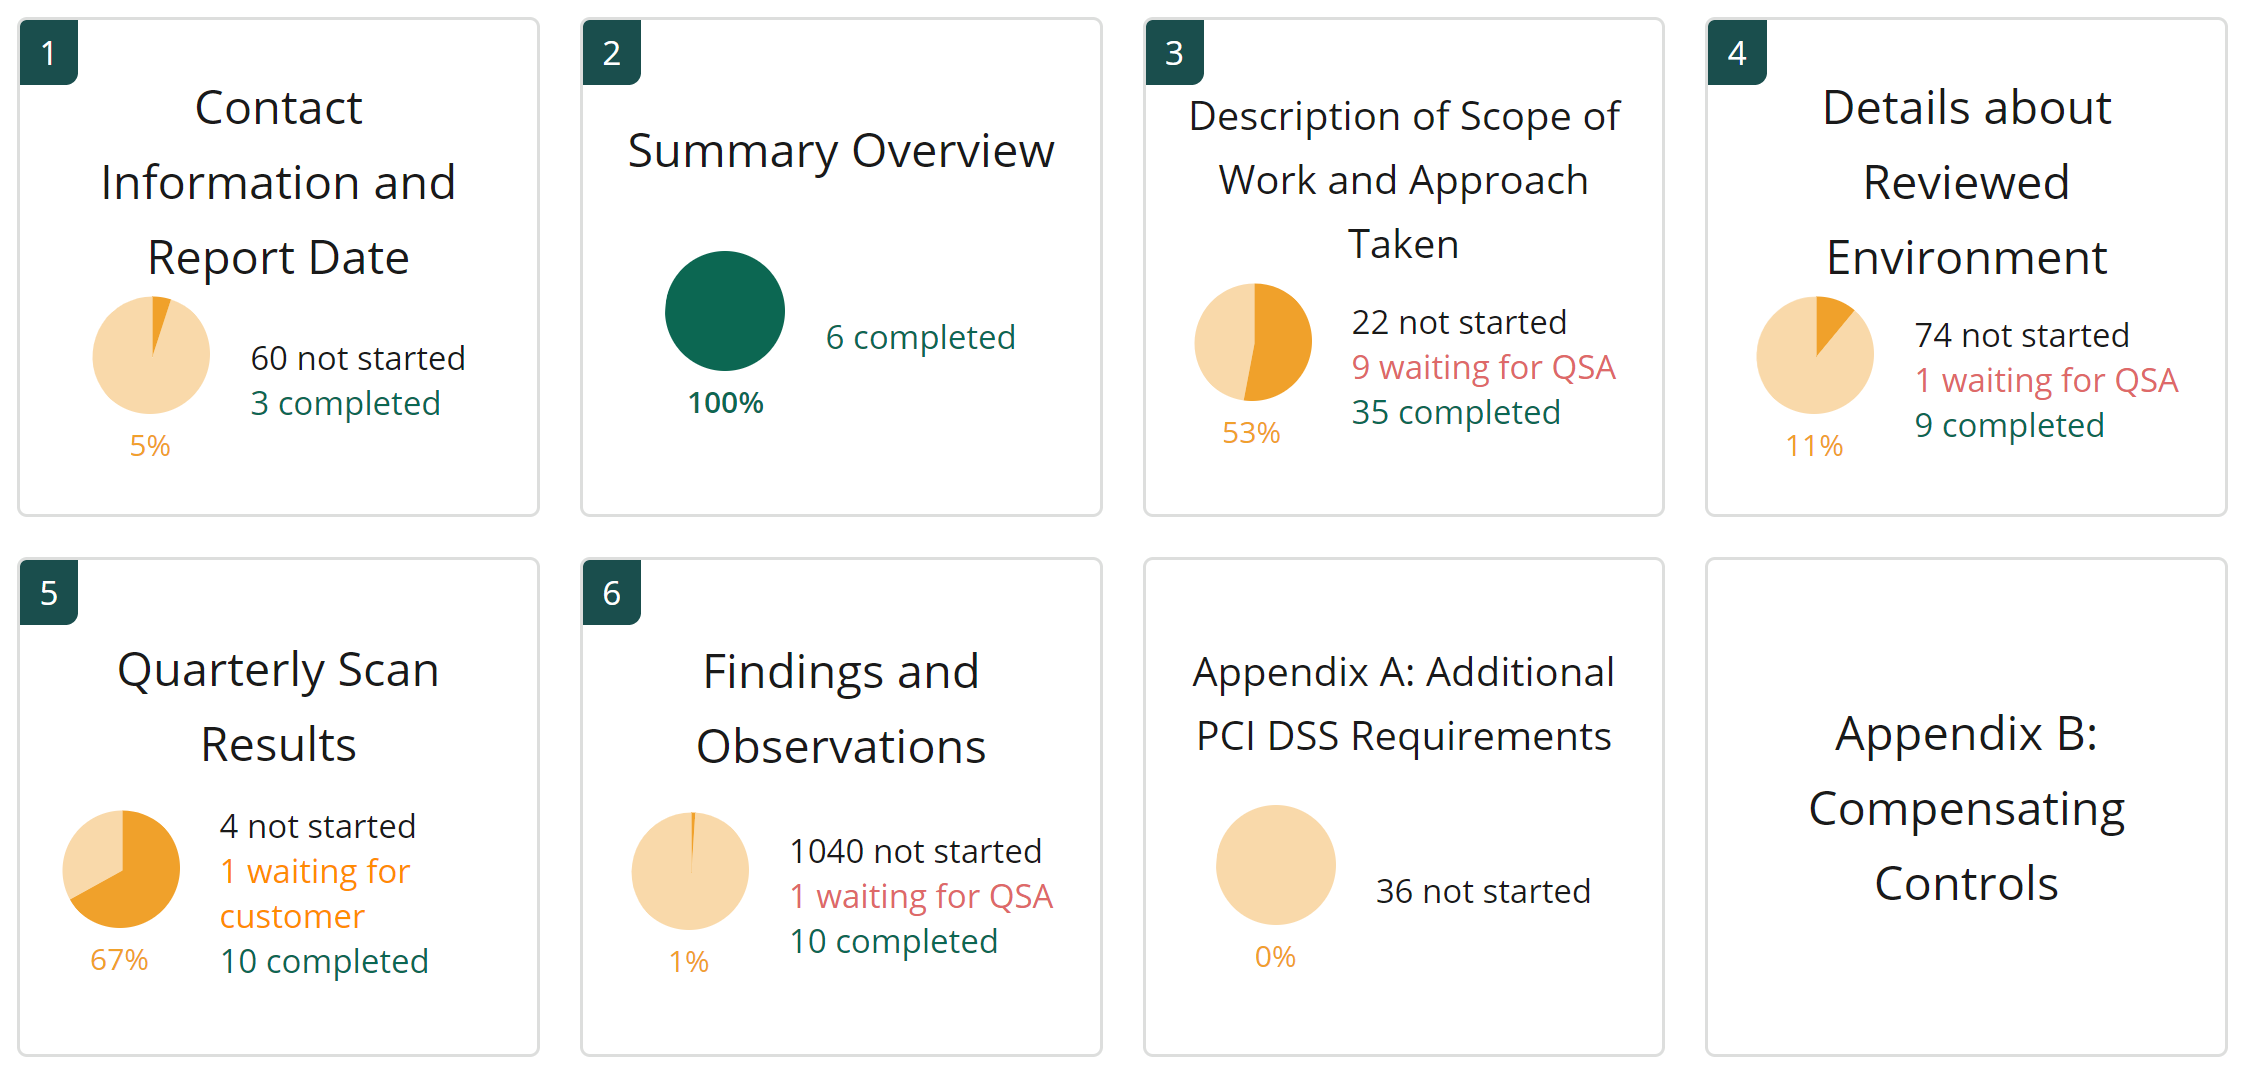 1
Contact
Information and
Report Date
60 not started
3 completed
5%
2
Summary Overview
6 completed
100%
3
Description of Scope of
Work and Approach
Taken
22 not started
9 waiting for QSA
35 completed
53%
4
Details about
Reviewed
Environment
74 not started
1 waiting for QSA
9 completed
11%
5
Quarterly Scan
Results
4 not started
1 waiting for
customer
10 completed
67%
6
Findings and
Observations
1040 not started
1 waiting for QSA
10 completed
1%
Appendix A: Additional
PCI DSS Requirements
36 not started
0%
Appendix B:
Compensating
Controls